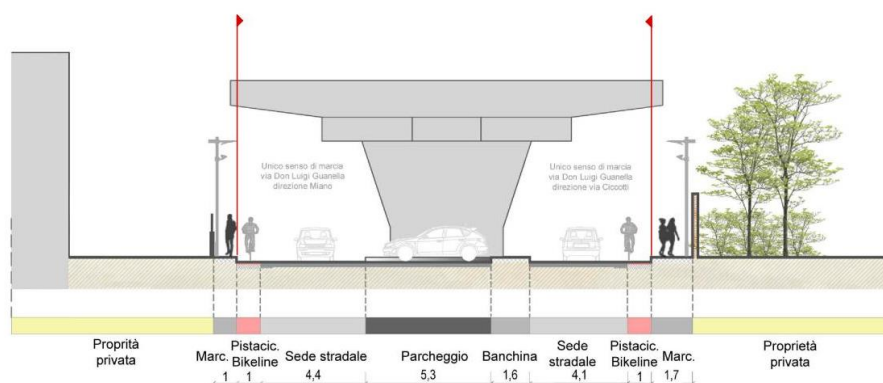 Unico senso di marcia
via Don Luigi Guanella
direzione Miano
Unico senso di marcia
via Don Luigi Guanella
direzione via Ciccotti
Proprità
privata
Marc.
1
Pistacic.
Bikeline
1
Sede stradale
4,4
Parcheggio
5,3
Banchina
1,6
Sede
stradale
4,1
Pistacic.
Bikeline
1
Marc.
1,7
Proprietà
privata